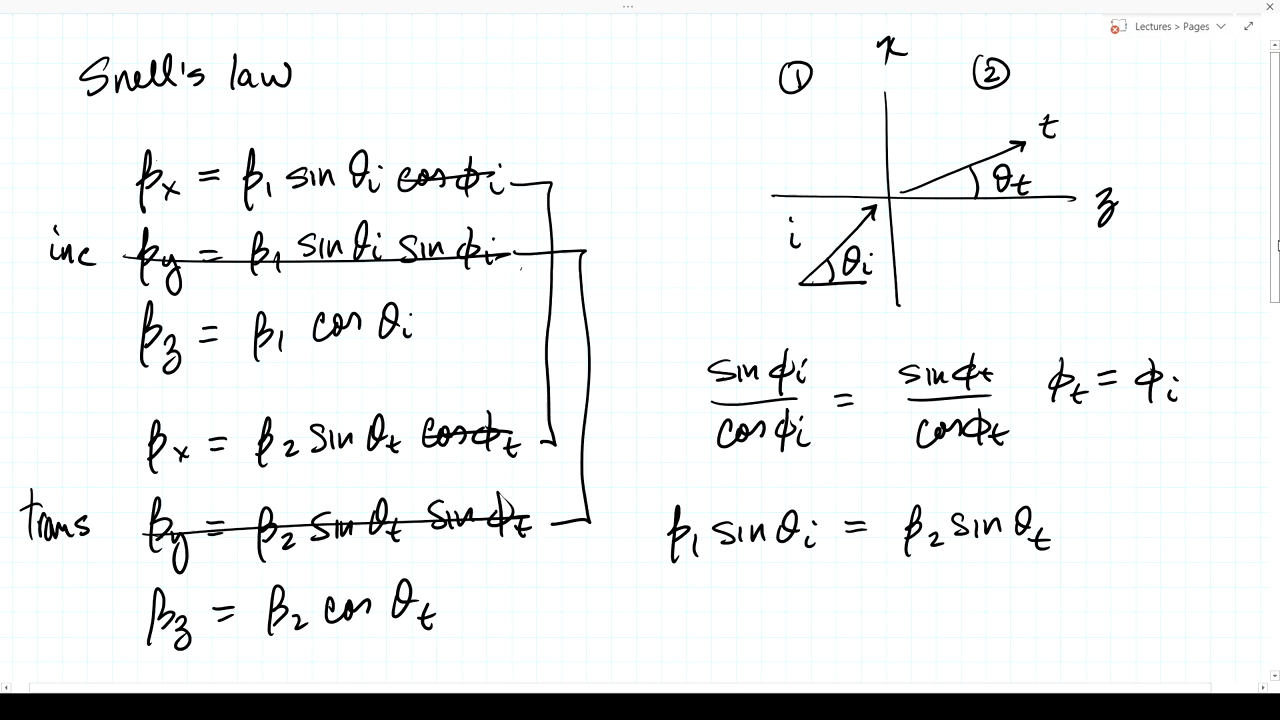 Lectures > Pages
Snell's law
βx = β1 sin θi cos ϕi
inc βy = β1 sin θi sin ϕi
βz = β1 cos θi
βx = β2 sin θt cos ϕt
trans βy = β2 sin θt sin ϕt
βz = β2 cos θt
x
① ②
t
θt
z
i
θi
sin ϕi / cos ϕi = sin ϕt / cos ϕt ϕt = ϕi
β1 sin θi = β2 sin θt